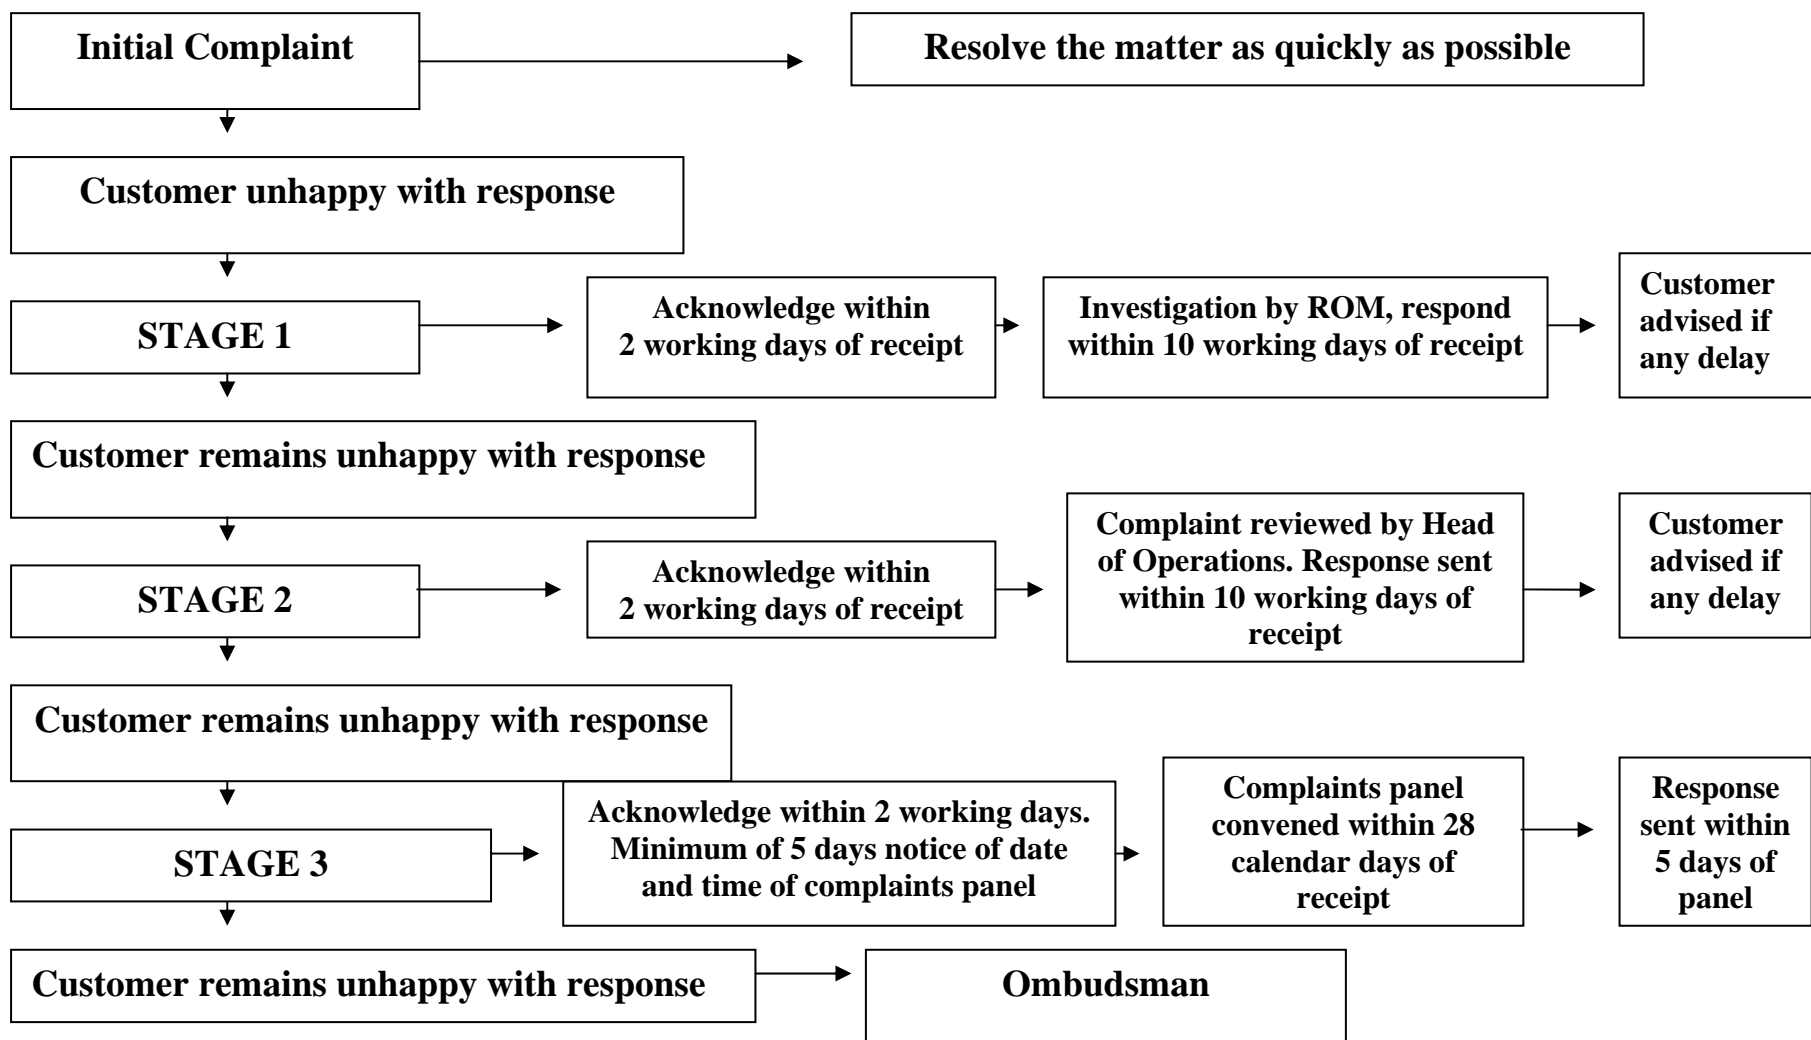 Initial Complaint
Resolve the matter as quickly as possible
Customer unhappy with response
STAGE 1
Acknowledge within
2 working days of receipt
Investigation by ROM, respond
within 10 working days of receipt
Customer
advised if
any delay
Customer remains unhappy with response
STAGE 2
Acknowledge within
2 working days of receipt
Complaint reviewed by Head
of Operations. Response sent
within 10 working days of
receipt
Customer
advised if
any delay
Customer remains unhappy with response
STAGE 3
Acknowledge within 2 working days.
Minimum of 5 days notice of date
and time of complaints panel
Complaints panel
convened within 28
calendar days of
receipt
Response
sent within
5 days of
panel
Customer remains unhappy with response
Ombudsman